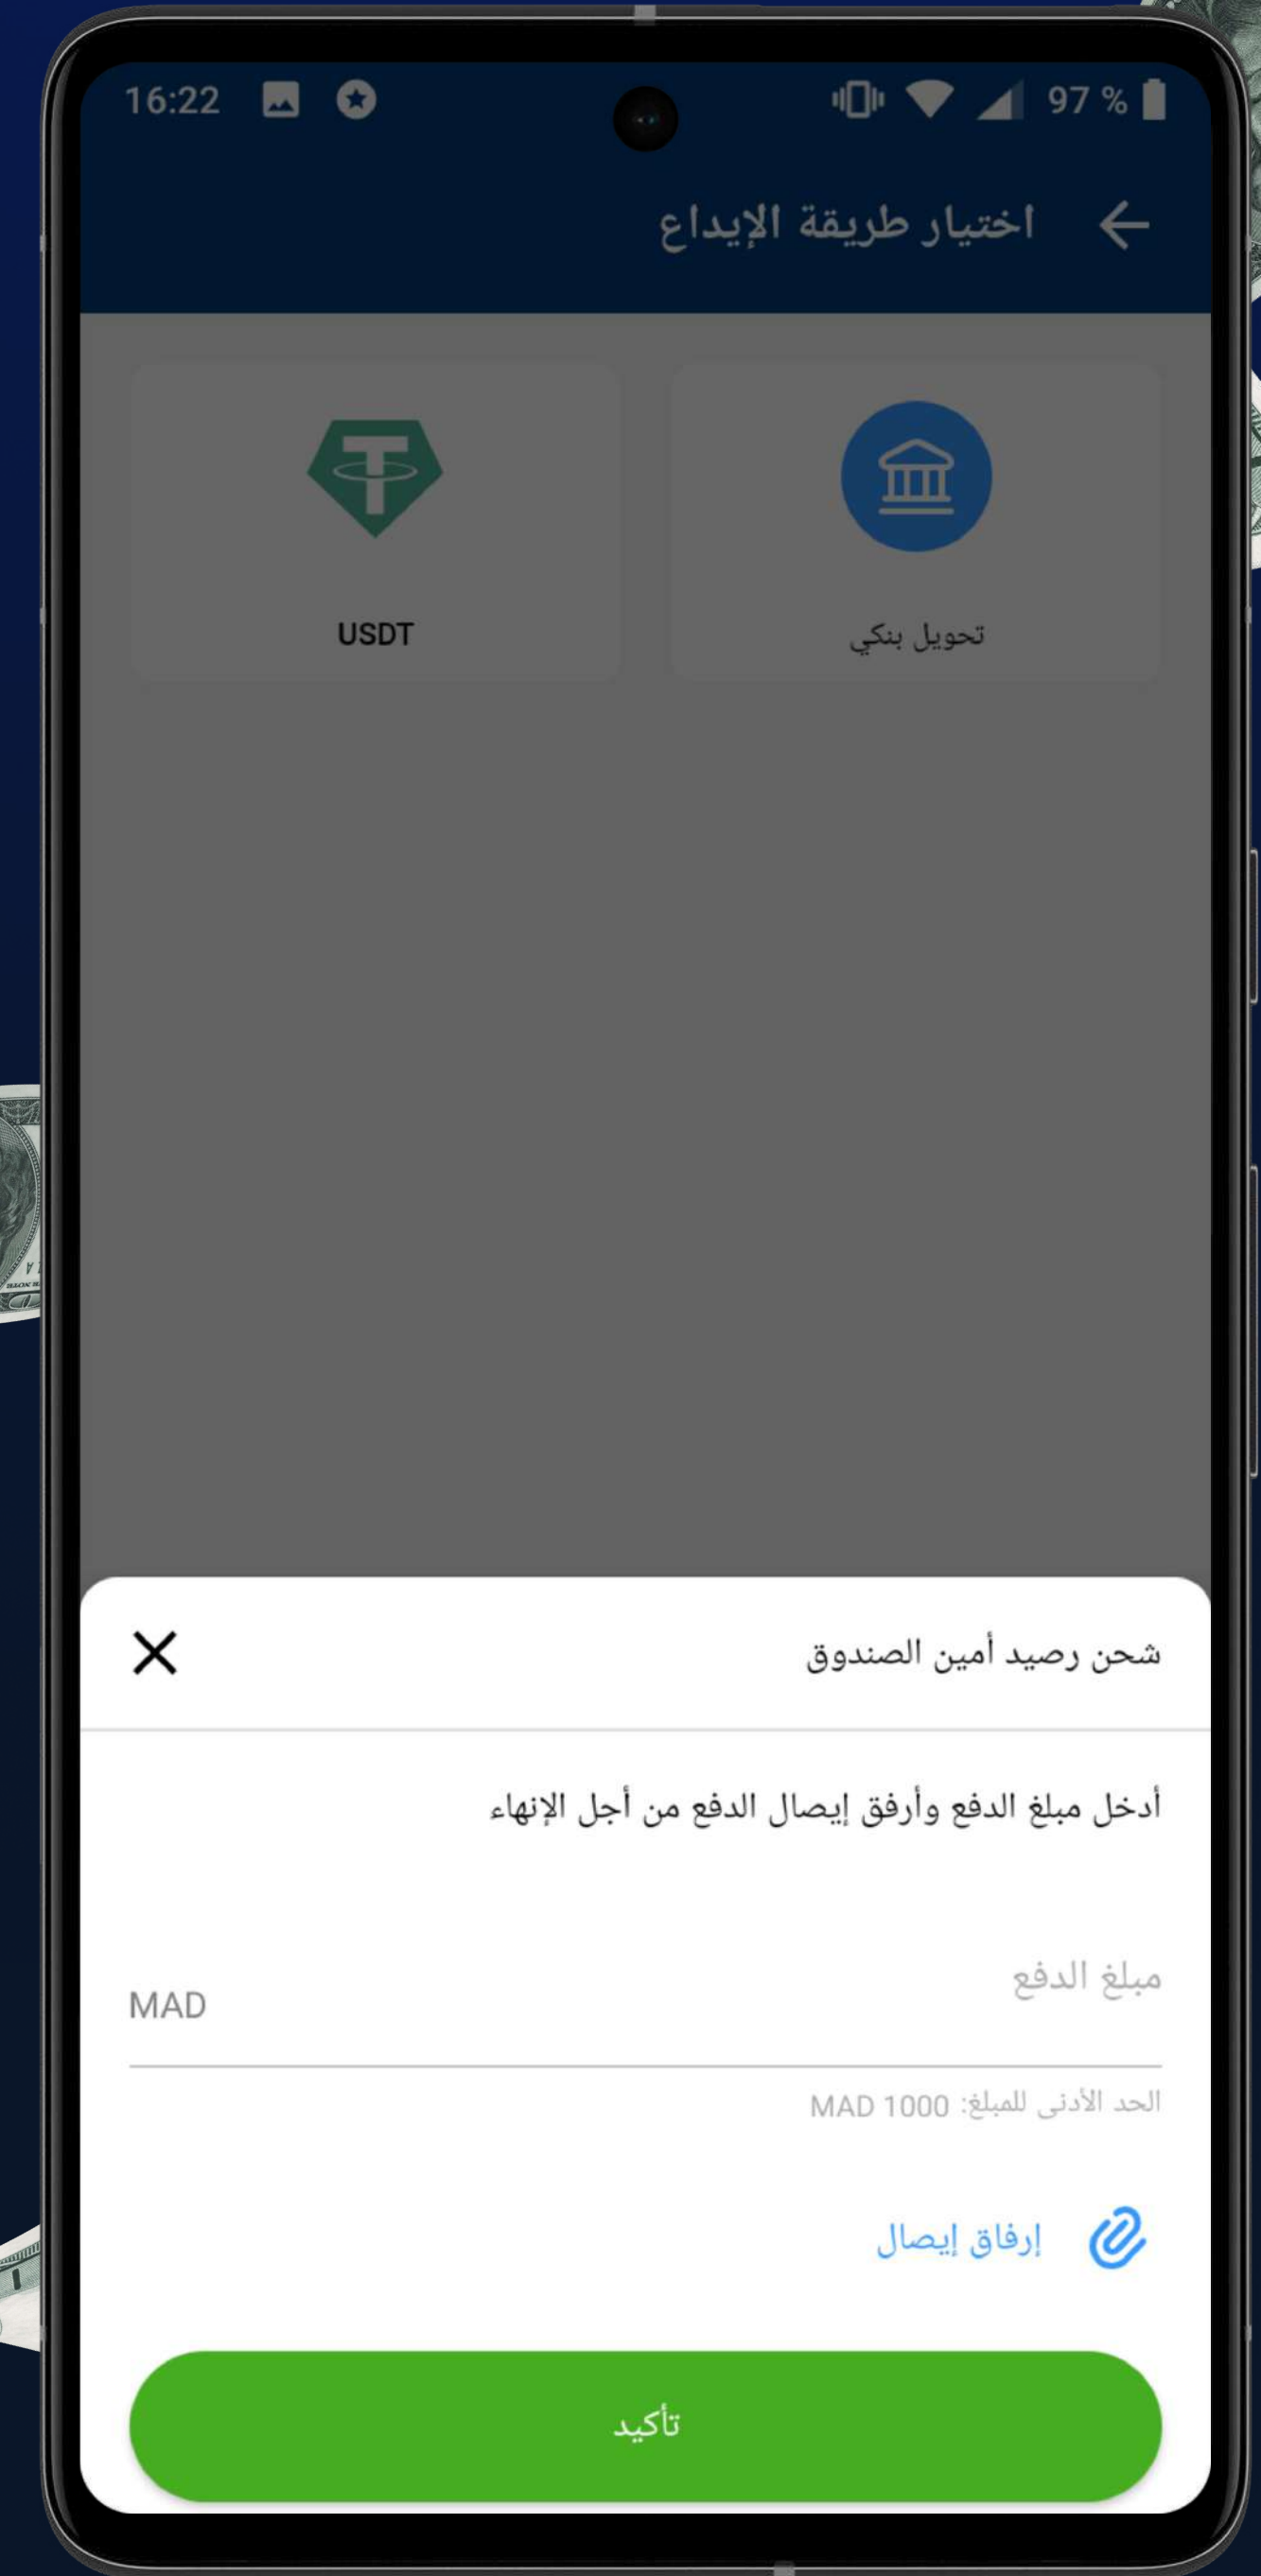 16:22
97 %
اختيار طريقة الإيداع
تحويل بنكي
USDT
شحن رصيد أمين الصندوق
أدخل مبلغ الدفع وأرفق إيصال الدفع من أجل الإنهاء
مبلغ الدفع
MAD
الحد الأدنى للمبلغ: 1000 MAD
إرفاق إيصال
تأكيد